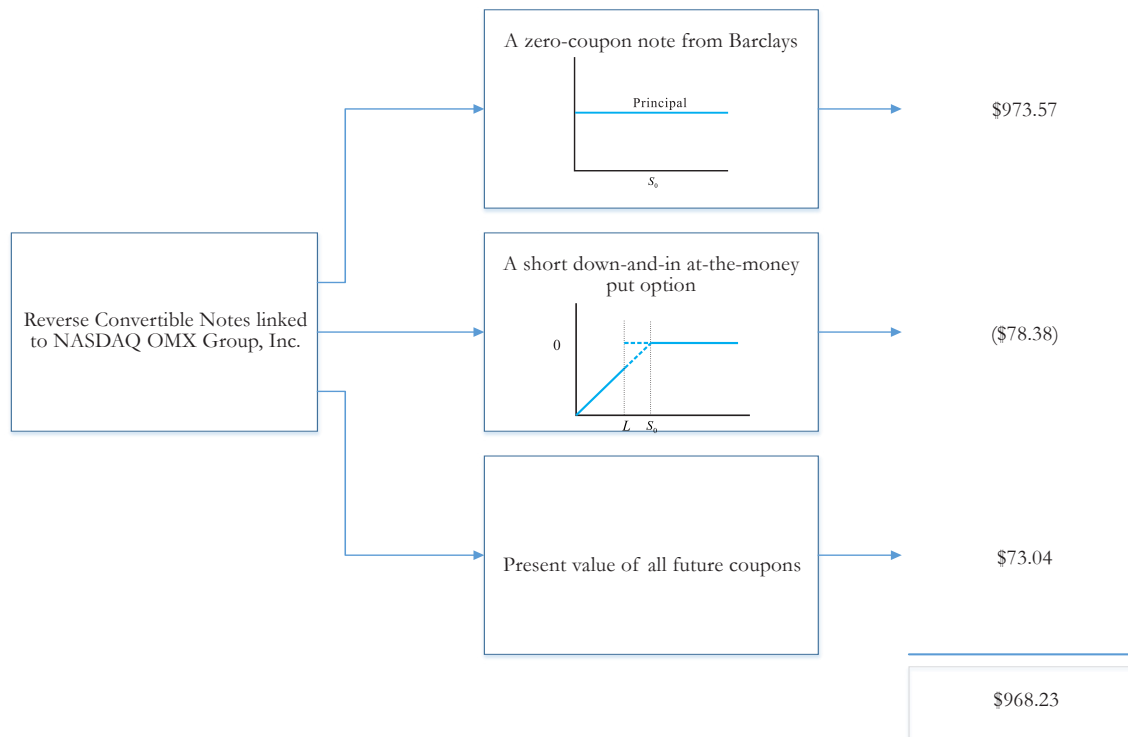 Reverse Convertible Notes linked
to NASDAQ OMX Group, Inc.
A zero-coupon note from Barclays
Principal
S₀
$973.57
A short down-and-in at-the-money
put option
0
L S₀
($78.38)
Present value of all future coupons
$73.04
$968.23